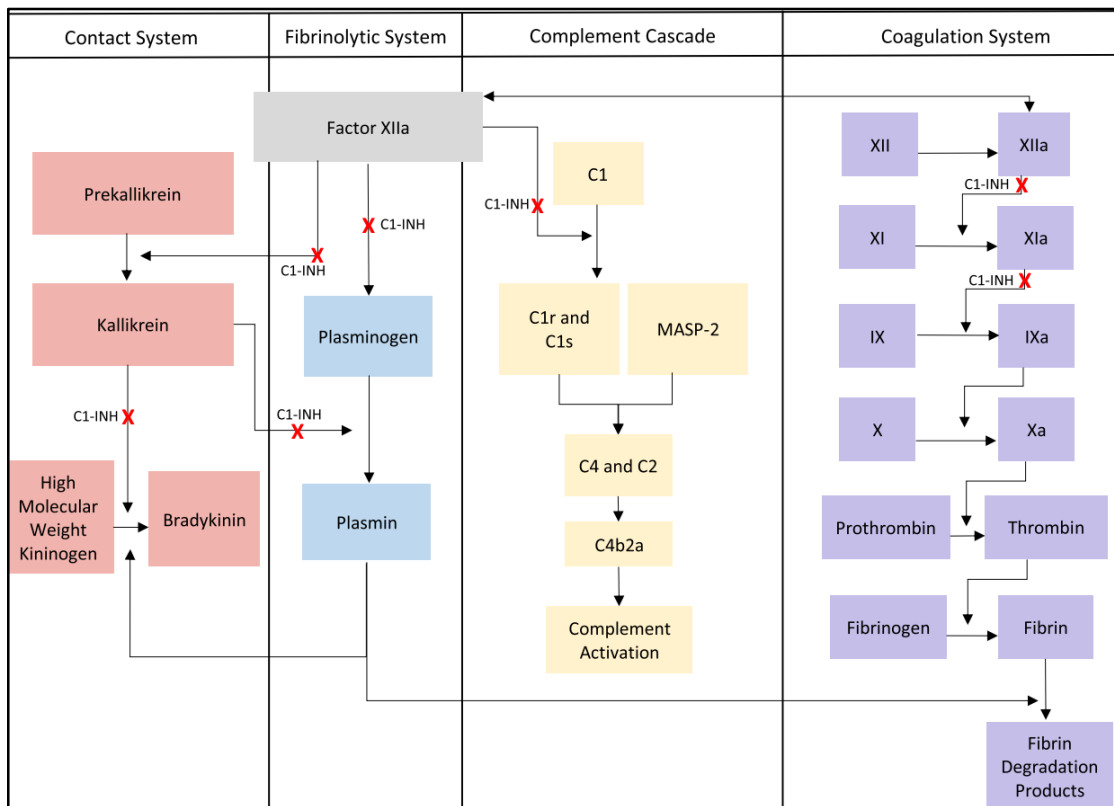 Contact System
Fibrinolytic System
Complement Cascade
Coagulation System
Factor XIIa
Prekallikrein
C1-INH
Kallikrein
C1-INH
High
Molecular
Weight
Kininogen
Bradykinin
C1-INH
Plasminogen
C1-INH
Plasmin
C1-INH
C1
C1r and
C1s
MASP-2
C4 and C2
C4b2a
Complement
Activation
XII
XIIa
C1-INH
XI
XIa
C1-INH
IX
IXa
X
Xa
Prothrombin
Thrombin
Fibrinogen
Fibrin
Fibrin
Degradation
Products